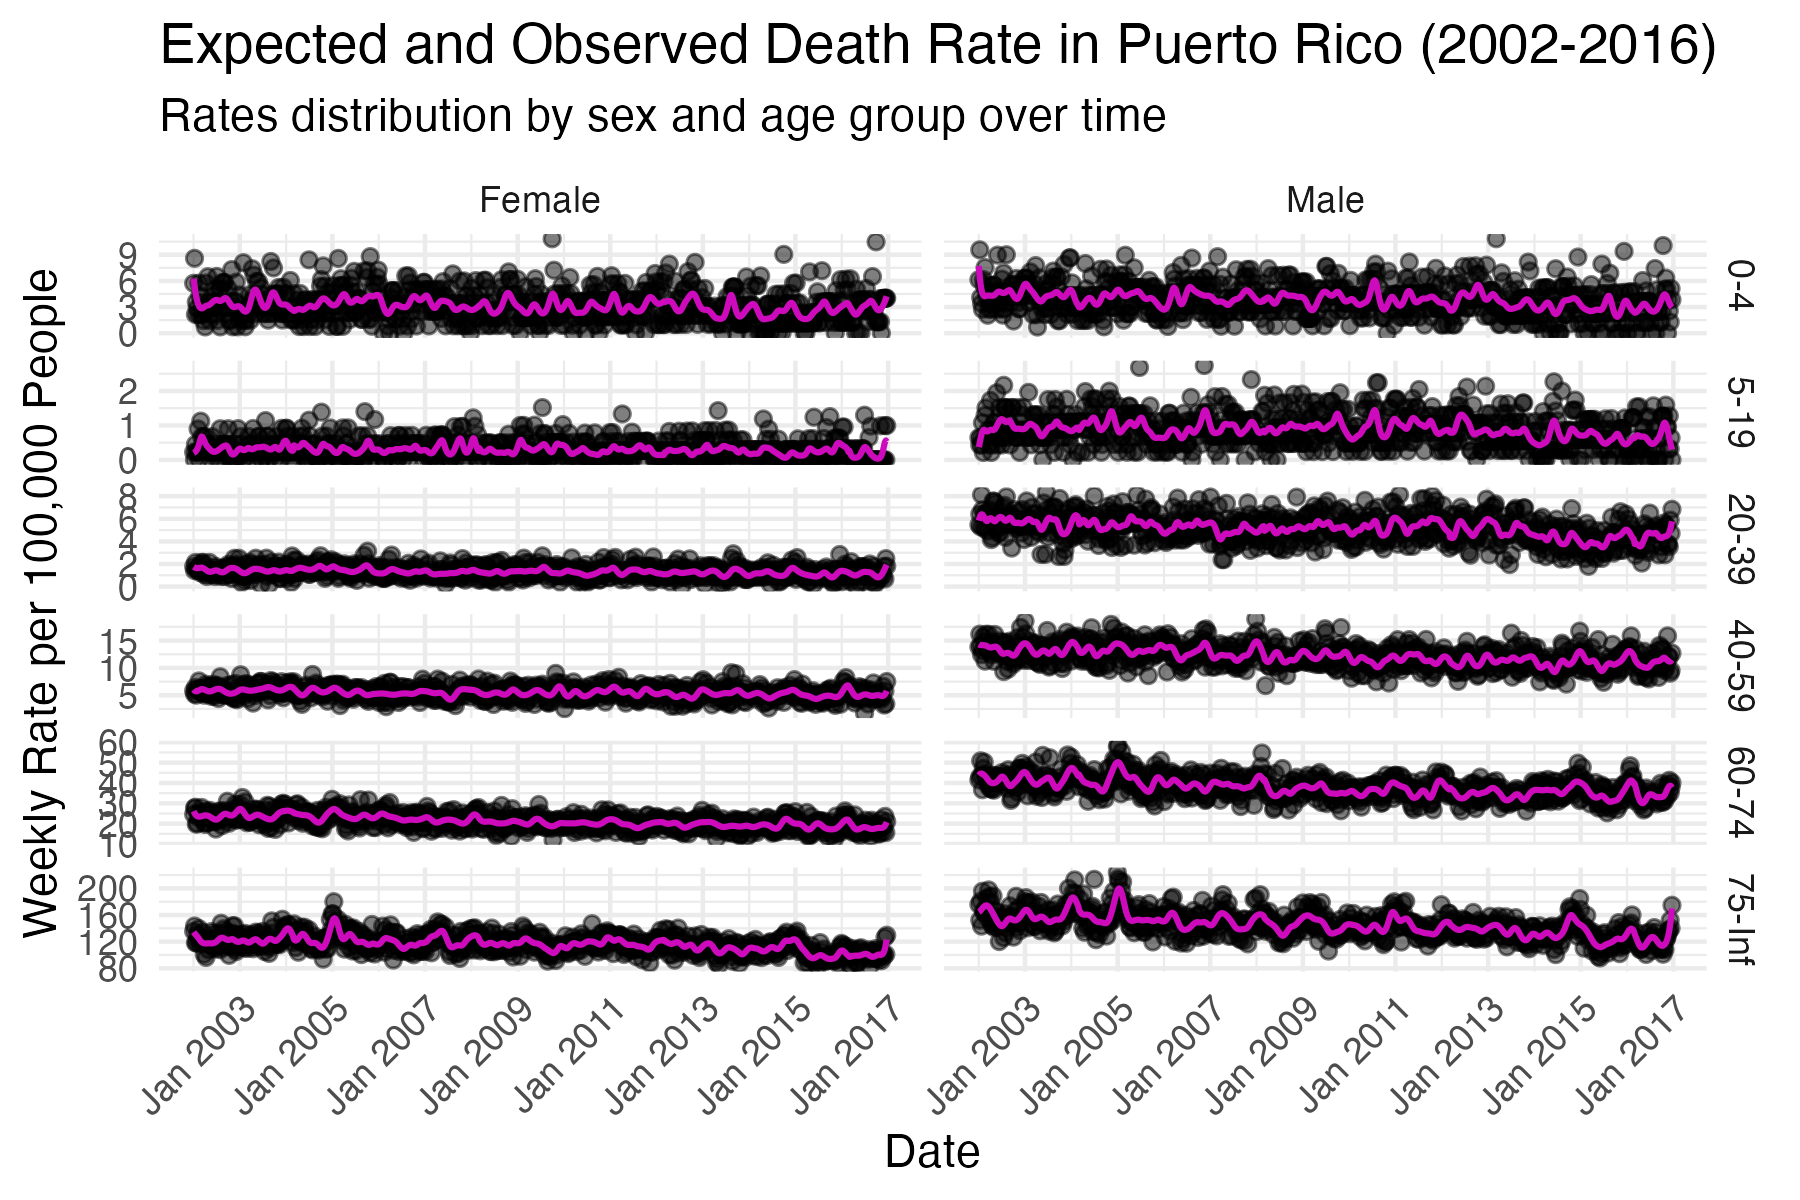 Expected and Observed Death Rate in Puerto Rico (2002-2016)
Rates distribution by sex and age group over time
Female
Male
Weekly Rate per 100,000 People
9
6
3
0
0-4
2
1
0
5-19
8
6
4
2
0
20-39
15
10
5
40-59
60
50
40
30
20
10
60-74
200
160
120
80
75-Inf
Jan 2003
Jan 2005
Jan 2007
Jan 2009
Jan 2011
Jan 2013
Jan 2015
Jan 2017
Jan 2003
Jan 2005
Jan 2007
Jan 2009
Jan 2011
Jan 2013
Jan 2015
Jan 2017
Date